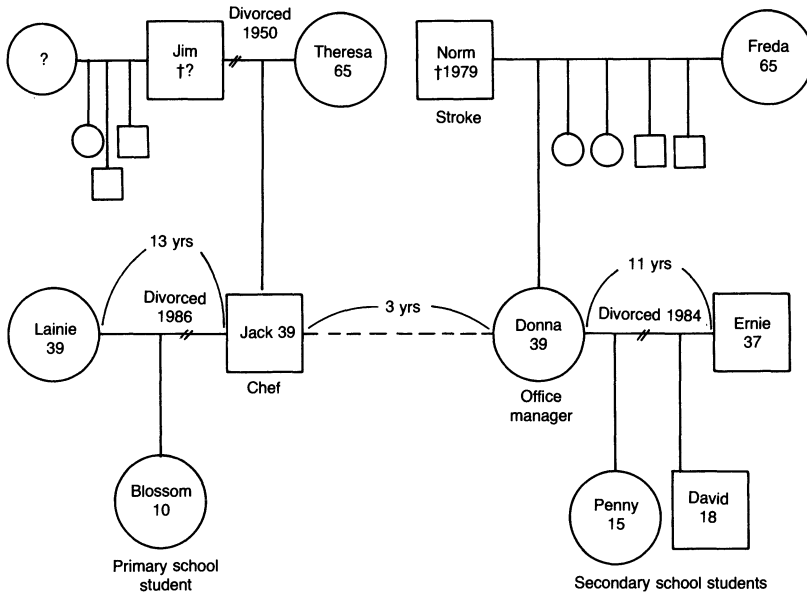 Divorced
1950
?
Jim
†?
Theresa
65
Norm
†1979
Freda
65
Stroke
13 yrs
11 yrs
Divorced
1986
3 yrs
Divorced 1984
Lainie
39
Jack 39
Donna
39
Ernie
37
Chef
Office
manager
Blossom
10
Penny
15
David
18
Primary school
student
Secondary school students